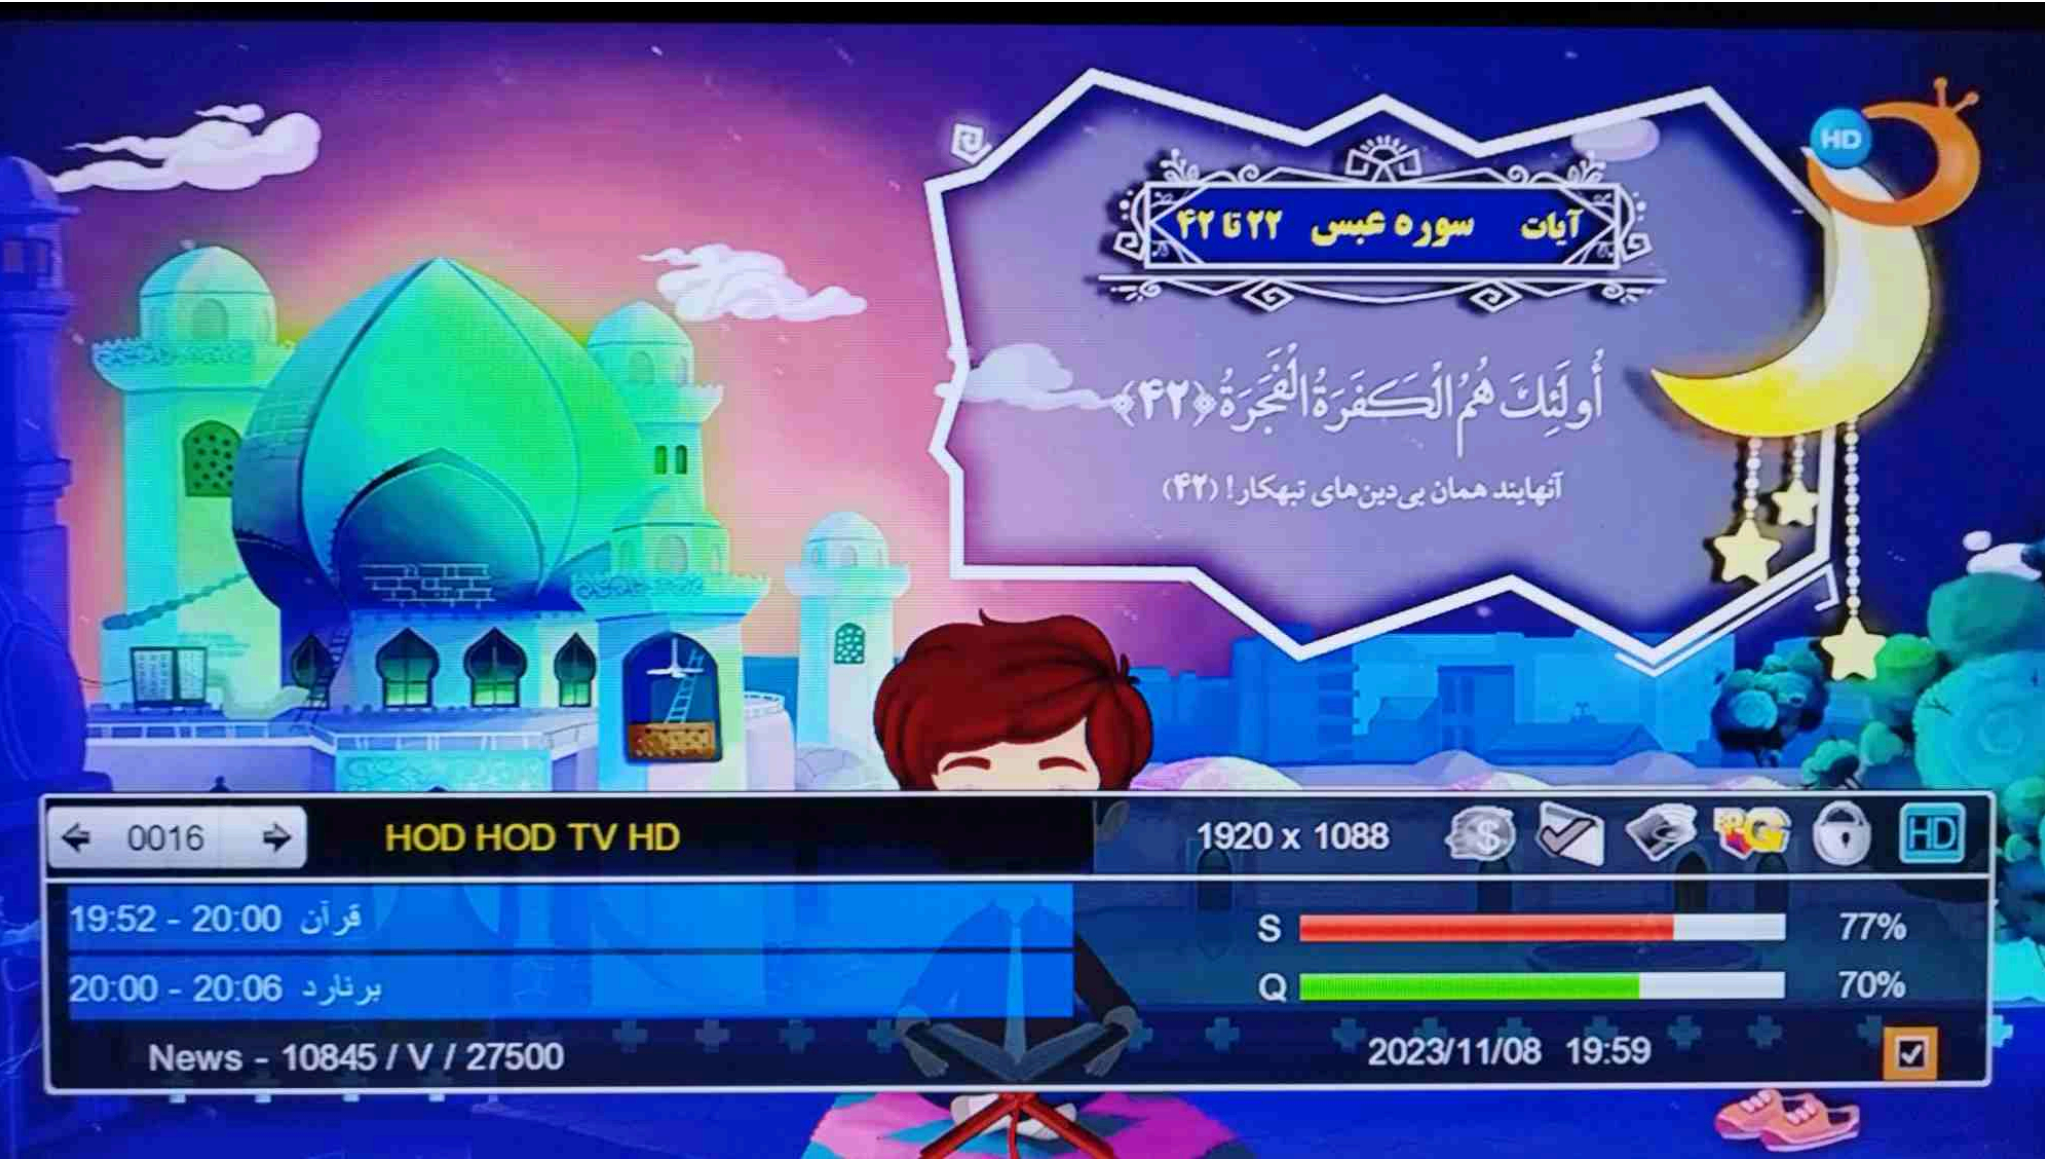 HD
آیات سوره عبس ۲۲ تا ۴۲
أُولَئِكَ هُمُ الْكَفَرَةُ الْفَجَرَةُ ﴿۴۲﴾
آنهایند همان بی‌دین‌های تبهکار! (۴۲)
0016 HOD HOD TV HD 1920 x 1088 $ EPG HD
19:52 - 20:00 قرآن
S 77%
20:00 - 20:06 برنارد
Q 70%
News - 10845 / V / 27500 2023/11/08 19:59